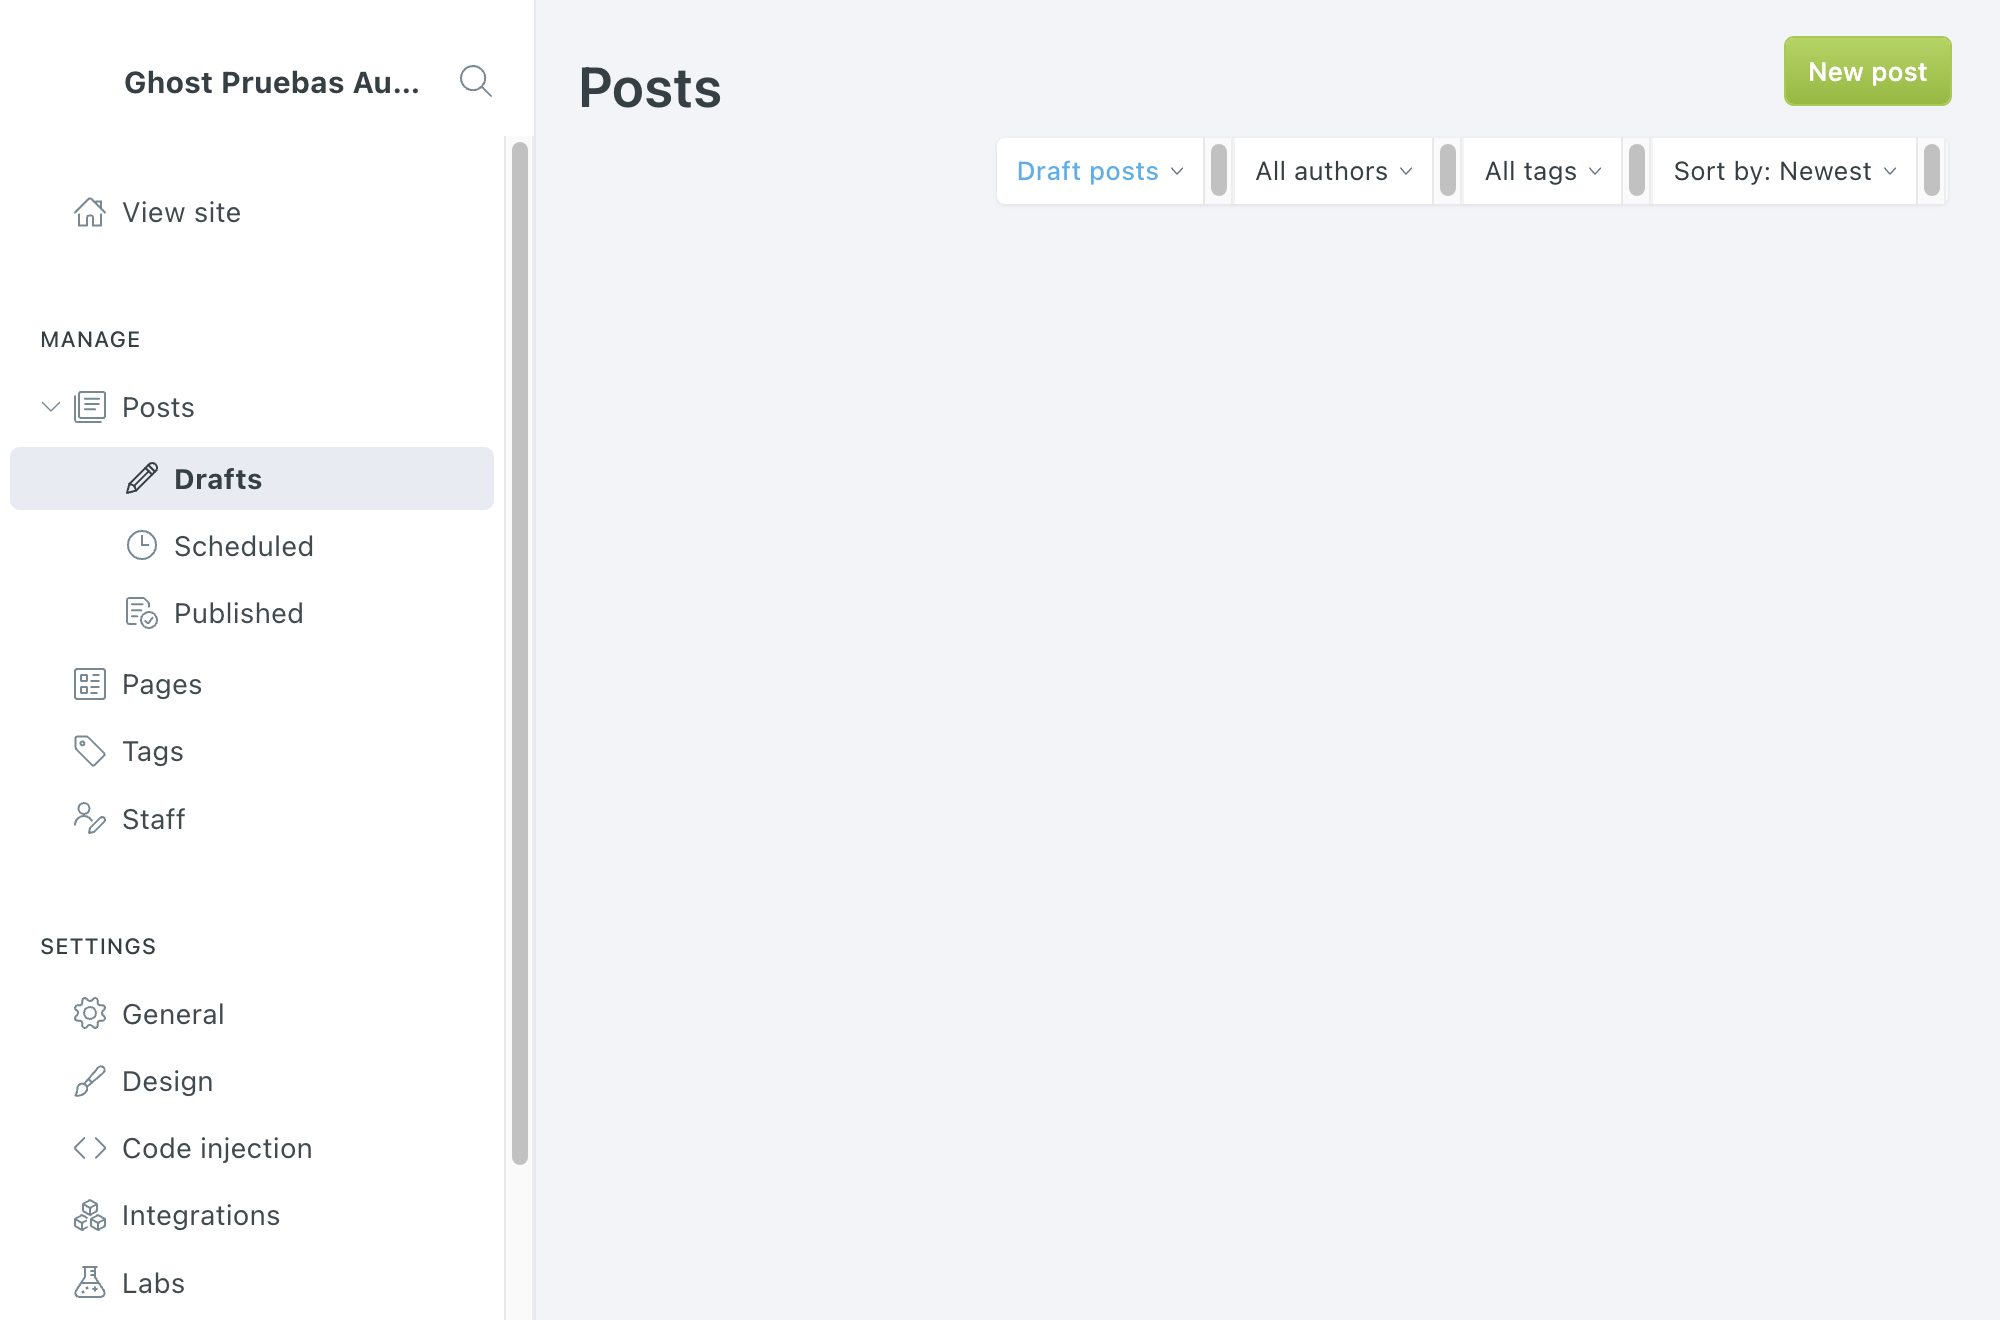 Ghost Pruebas Au...
View site
MANAGE
Posts
Drafts
Scheduled
Published
Pages
Tags
Staff
SETTINGS
General
Design
Code injection
Integrations
Labs
Posts
New post
Draft posts
All authors
All tags
Sort by: Newest